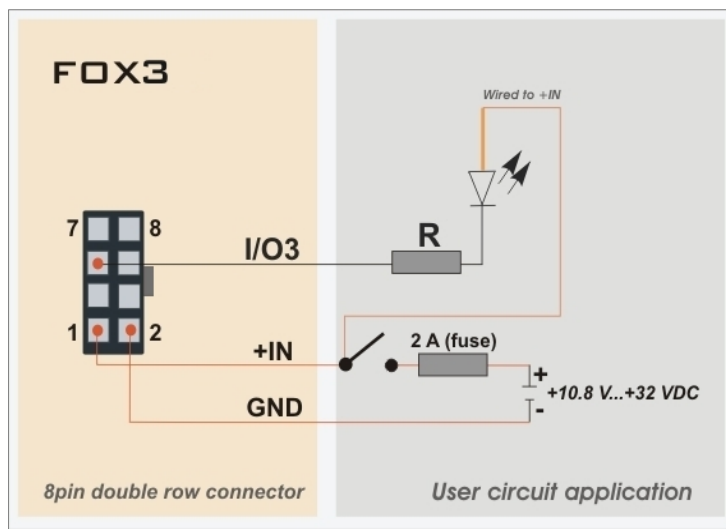 FOX3
Wired to +IN
7 8
I/O3
R
1 2
+IN
2 A (fuse)
+
+10.8 V...+32 VDC
-
GND
8pin double row connector
User circuit application